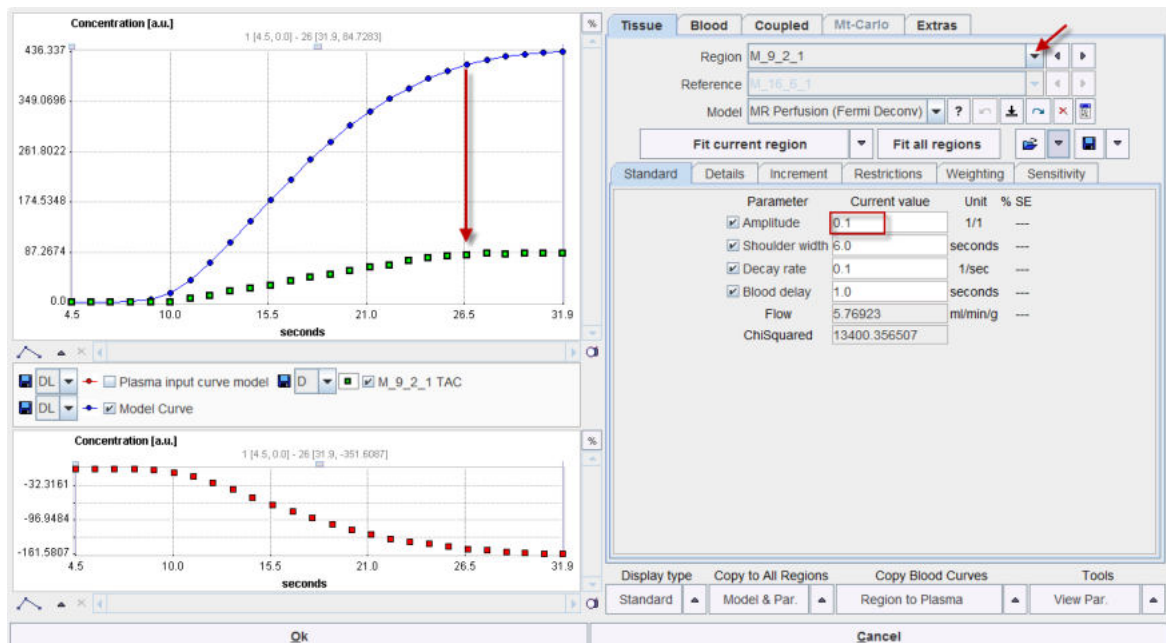 Concentration [a.u.]
1 [4.5, 0.0] - 26 [31.9, 84.7283]
%
436.337
349.0696
261.8022
174.5348
87.2674
0.0
4.5 10.0 15.5 21.0 26.5 31.9
seconds
DL Plasma input curve model D M_9_2_1 TAC
DL Model Curve
Concentration [a.u.]
1 [4.5, 0.0] - 26 [31.9, -351.6087]
%
-32.3161
-96.9484
-161.5807
4.5 10.0 15.5 21.0 26.5 31.9
seconds
Tissue Blood Coupled Mt-Carlo Extras
Region M_9_2_1
Reference M_16_6_1
Model MR Perfusion (Fermi Deconv) ?
Fit current region Fit all regions
Standard Details Increment Restrictions Weighting Sensitivity
Parameter Current value Unit % SE
Amplitude 0.1 1/1 ---
Shoulder width 6.0 seconds ---
Decay rate 0.1 1/sec ---
Blood delay 1.0 seconds ---
Flow 5.76923 ml/min/g ---
ChiSquared 13400.356507
Display type Copy to All Regions Copy Blood Curves Tools
Standard Model & Par. Region to Plasma View Par.
Ok Cancel